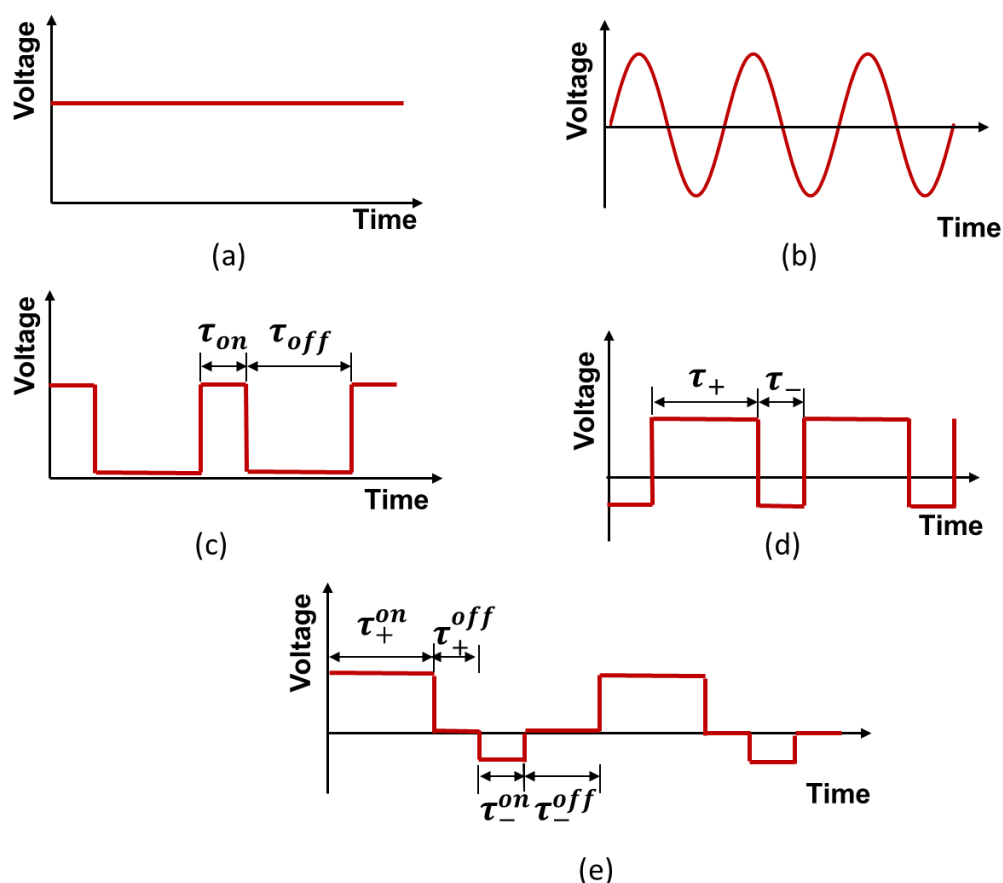 Voltage
Time
(a)
Voltage
Time
(b)
Voltage
τon τoff
Time
(c)
Voltage
τ+ τ−
Time
(d)
Voltage
τ+on τ+off
τ−on τ−off
Time
(e)